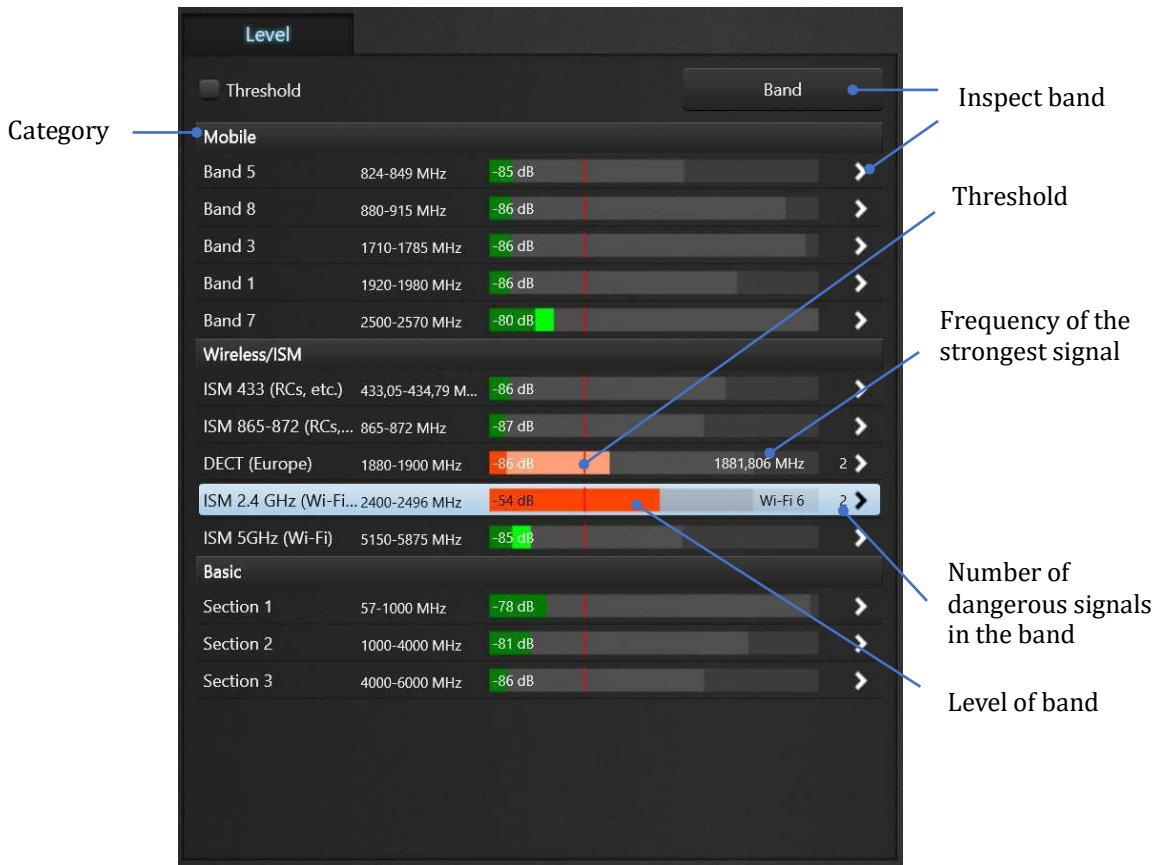 Level
Threshold
Band
Inspect band
Category
Mobile
Band 5 824-849 MHz -85 dB
Threshold
Band 8 880-915 MHz -86 dB
Band 3 1710-1785 MHz -86 dB
Band 1 1920-1980 MHz -86 dB
Band 7 2500-2570 MHz -80 dB
Frequency of the
strongest signal
Wireless/ISM
ISM 433 (RCs, etc.) 433,05-434,79 M... -86 dB
ISM 865-872 (RCs,... 865-872 MHz -87 dB
DECT (Europe) 1880-1900 MHz -86 dB 1881,806 MHz 2
ISM 2.4 GHz (Wi-Fi... 2400-2496 MHz -54 dB Wi-Fi 6 2
ISM 5GHz (Wi-Fi) 5150-5875 MHz -85 dB
Basic
Number of
dangerous signals
in the band
Section 1 57-1000 MHz -78 dB
Section 2 1000-4000 MHz -81 dB
Section 3 4000-6000 MHz -86 dB
Level of band